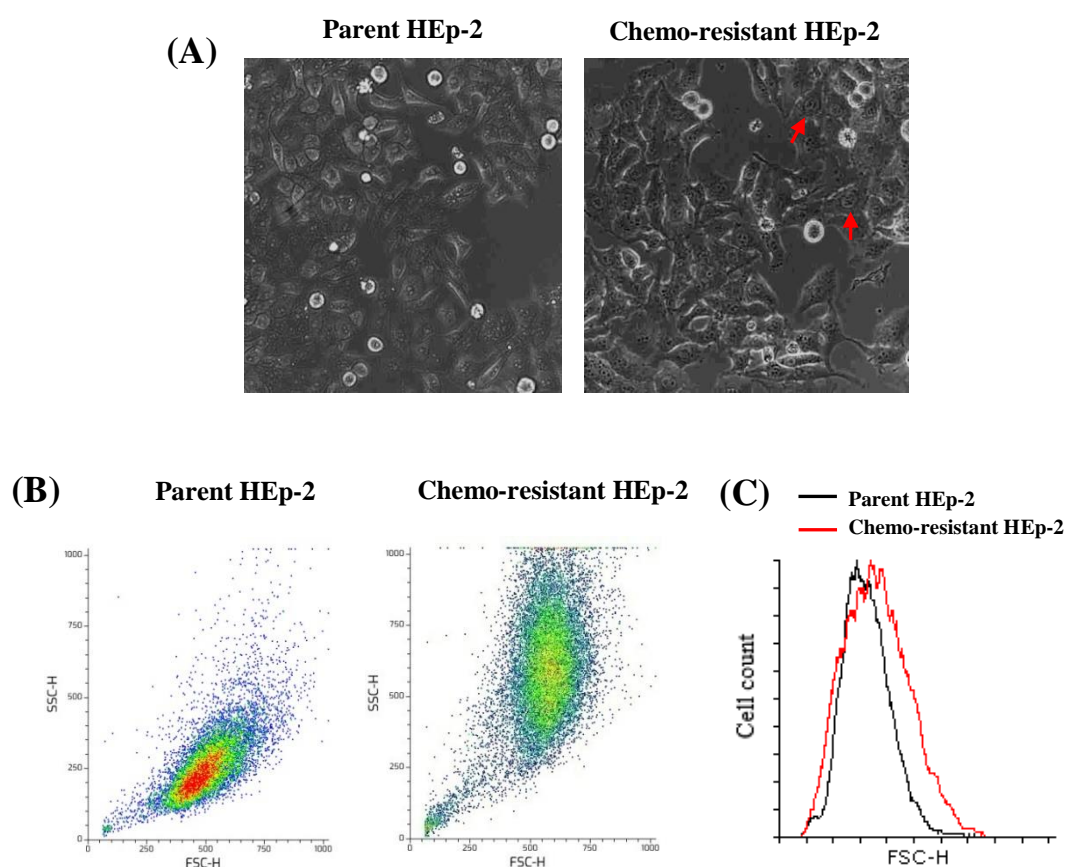 (A)
Parent HEp-2
Chemo-resistant HEp-2
(B)
Parent HEp-2
Chemo-resistant HEp-2
(C)
Parent HEp-2
Chemo-resistant HEp-2
1000
750
500
250
0
SSC-H
0
250
500
750
1000
FSC-H
1000
750
500
250
0
SSC-H
0
250
500
750
1000
FSC-H
Cell count
FSC-H